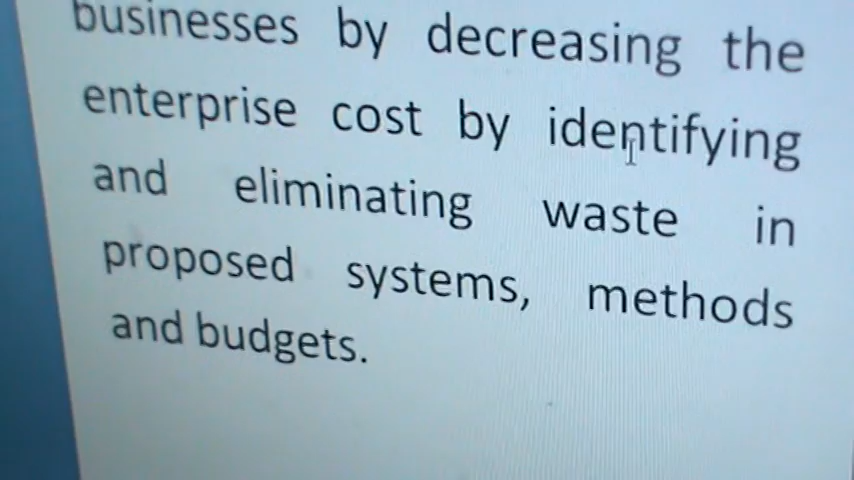 businesses by decreasing the
enterprise cost by identifying
and eliminating waste in
proposed systems, methods
and budgets.